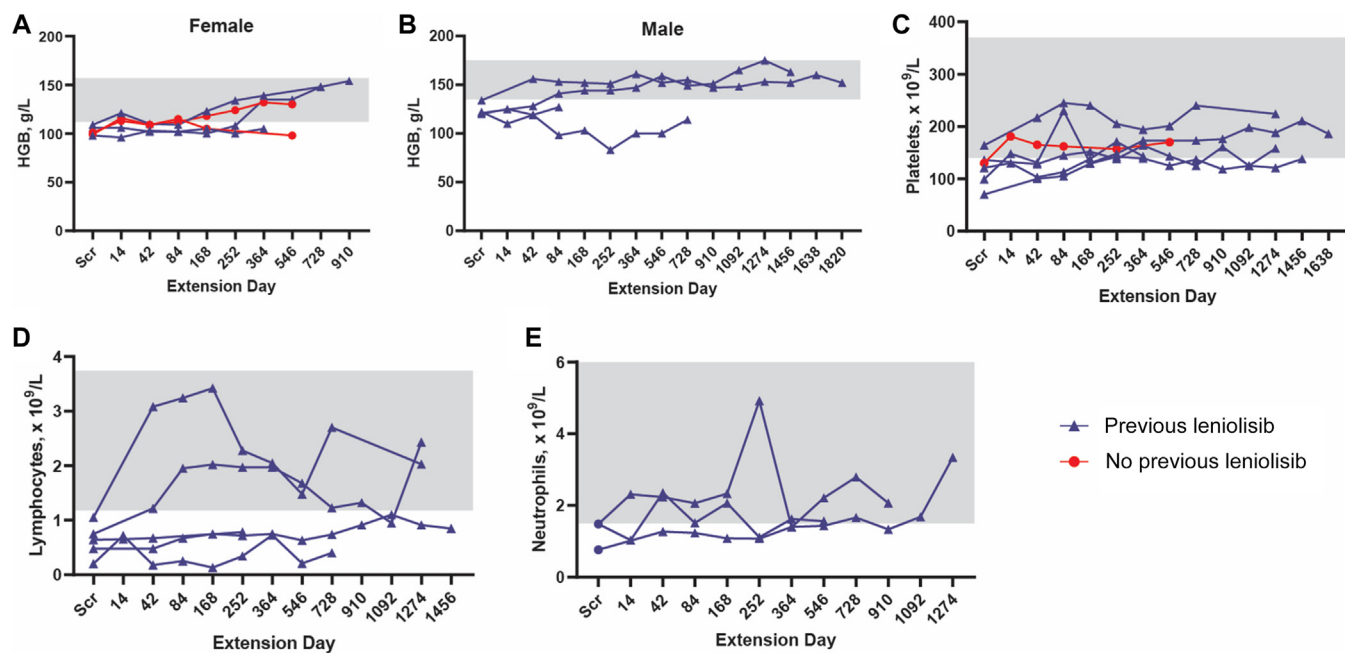 A
Female
HGB, g/L
200
150
100
50
0
Scr 14 42 84 168 252 364 546 728 910
Extension Day
B
Male
HGB, g/L
200
150
100
50
0
Scr 14 42 84 168 252 364 546 728 910 1092 1274 1456 1638 1820
Extension Day
C
Platelets, x 10⁹/L
400
300
200
100
0
Scr 14 42 84 168 252 364 546 728 910 1092 1274 1456 1638
Extension Day
D
Lymphocytes, x 10⁹/L
4
3
2
1
0
Scr 14 42 84 168 252 364 546 728 910 1092 1274 1456
Extension Day
E
Neutrophils, x 10⁹/L
6
4
2
0
Scr 14 42 84 168 252 364 546 728 910 1092 1274
Extension Day
Previous leniolisib
No previous leniolisib